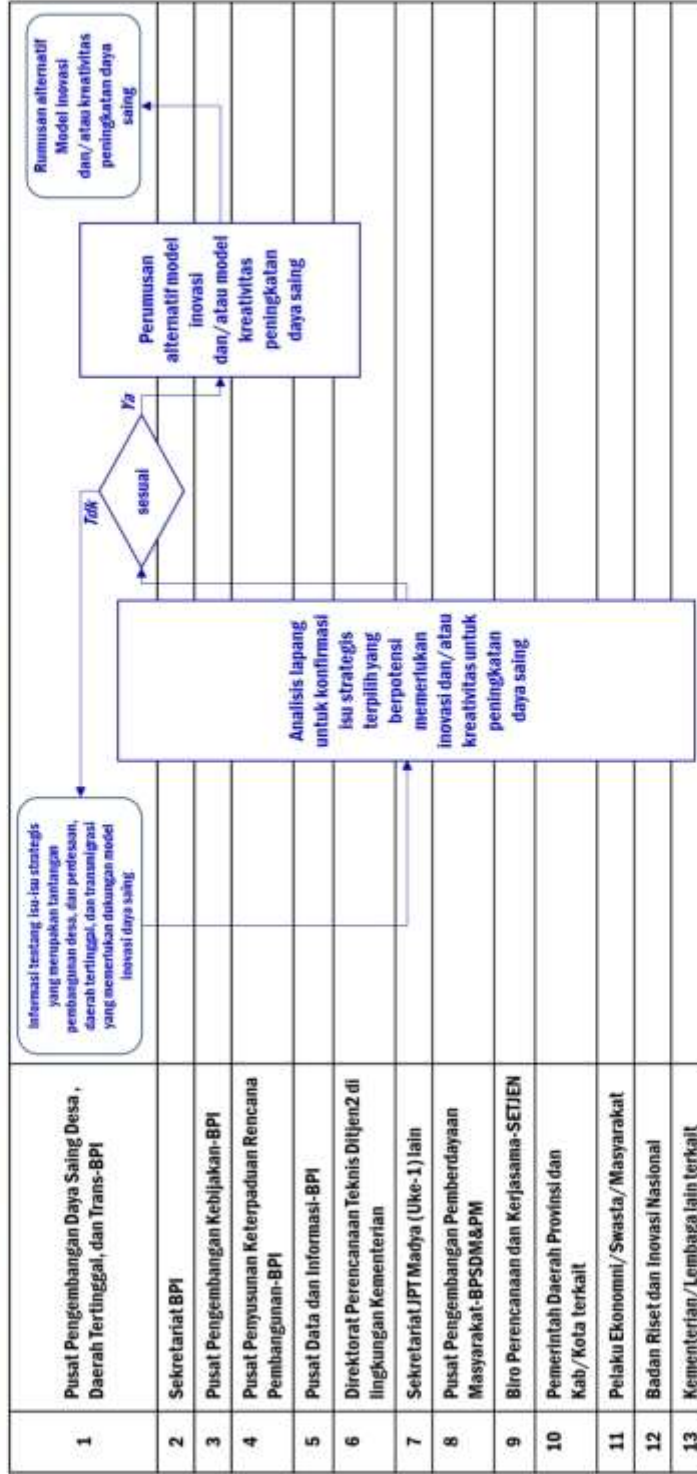 1
Pusat Pengembangan Daya Saing Desa ,
Daerah Tertinggal, dan Trans-BPI
2
Sekretariat BPI
3
Pusat Pengembangan Kebijakan-BPI
4
Pusat Penyusunan Keterpaduan Rencana
Pembangunan-BPI
5
Pusat Data dan Informasi-BPI
6
Direktorat Perencanaan Teknis Ditjen2 di
lingkungan Kementerian
7
Sekretariat JPT Madya (Uke-1) lain
8
Pusat Pengembangan Pemberdayaan
Masyarakat-BPSDM&PM
9
Biro Perencanaan dan Kerjasama-SETJEN
10
Pemerintah Daerah Provinsi dan
Kab/Kota terkait
11
Pelaku Ekonomni/Swasta/Masyarakat
12
Badan Riset dan Inovasi Nasional
13
Kementerian/Lembaga lain terkait
Informasi tentang isu-isu strategis
yang merupakan tantangan
pembangunan desa, dan perdesaan,
daerah tertinggal, dan transmigrasi
yang memerlukan dukungan model
inovasi daya saing
Analisis lapang
untuk konfirmasi
isu strategis
terpilih yang
berpotensi
memerlukan
inovasi dan/atau
kreativitas untuk
peningkatan
daya saing
Tdk
sesuai
Ya
Perumusan
alternatif model
inovasi
dan/atau model
kreativitas
peningkatan
daya saing
Rumusan alternatif
Model inovasi
dan/atau kreativitas
peningkatan daya
saing